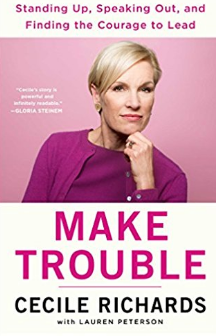 Standing Up, Speaking Out, and
Finding the Courage to Lead
"Cecile's story is
powerful and
infinitely readable."
—GLORIA STEINEM
MAKE
TROUBLE
CECILE RICHARDS
with LAUREN PETERSON